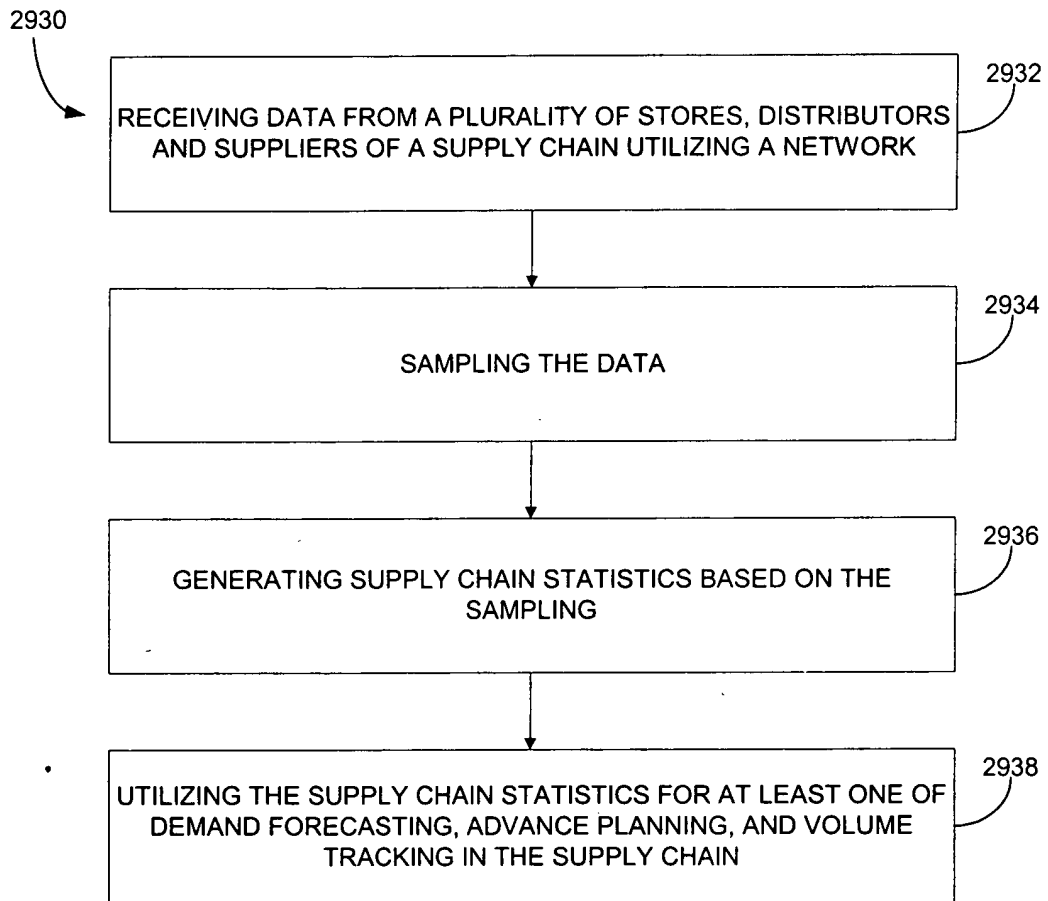 2930
2932
RECEIVING DATA FROM A PLURALITY OF STORES, DISTRIBUTORS
AND SUPPLIERS OF A SUPPLY CHAIN UTILIZING A NETWORK
2934
SAMPLING THE DATA
2936
GENERATING SUPPLY CHAIN STATISTICS BASED ON THE
SAMPLING
2938
UTILIZING THE SUPPLY CHAIN STATISTICS FOR AT LEAST ONE OF
DEMAND FORECASTING, ADVANCE PLANNING, AND VOLUME
TRACKING IN THE SUPPLY CHAIN